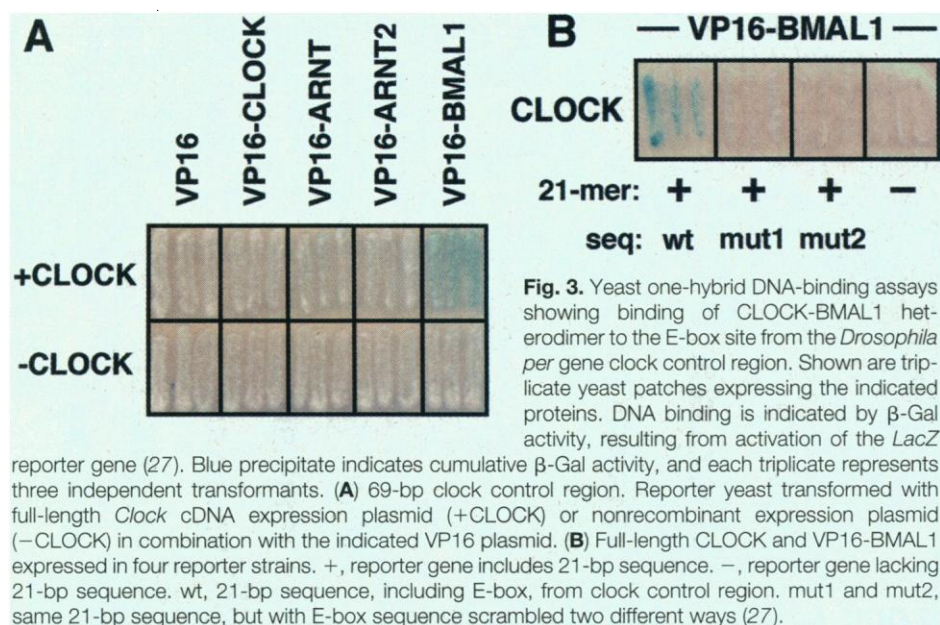 A
VP16
VP16-CLOCK
VP16-ARNT
VP16-ARNT2
VP16-BMAL1
+CLOCK
-CLOCK
B
VP16-BMAL1
CLOCK
21-mer: + + + −
seq: wt mut1 mut2
Fig. 3. Yeast one-hybrid DNA-binding assays
showing binding of CLOCK-BMAL1 het-
erodimer to the E-box site from the Drosophila
per gene clock control region. Shown are trip-
licate yeast patches expressing the indicated
proteins. DNA binding is indicated by β-Gal
activity, resulting from activation of the LacZ
reporter gene (27). Blue precipitate indicates cumulative β-Gal activity, and each triplicate represents
three independent transformants. (A) 69-bp clock control region. Reporter yeast transformed with
full-length Clock cDNA expression plasmid (+CLOCK) or nonrecombinant expression plasmid
(−CLOCK) in combination with the indicated VP16 plasmid. (B) Full-length CLOCK and VP16-BMAL1
expressed in four reporter strains. +, reporter gene includes 21-bp sequence. −, reporter gene lacking
21-bp sequence. wt, 21-bp sequence, including E-box, from clock control region. mut1 and mut2,
same 21-bp sequence, but with E-box sequence scrambled two different ways (27).